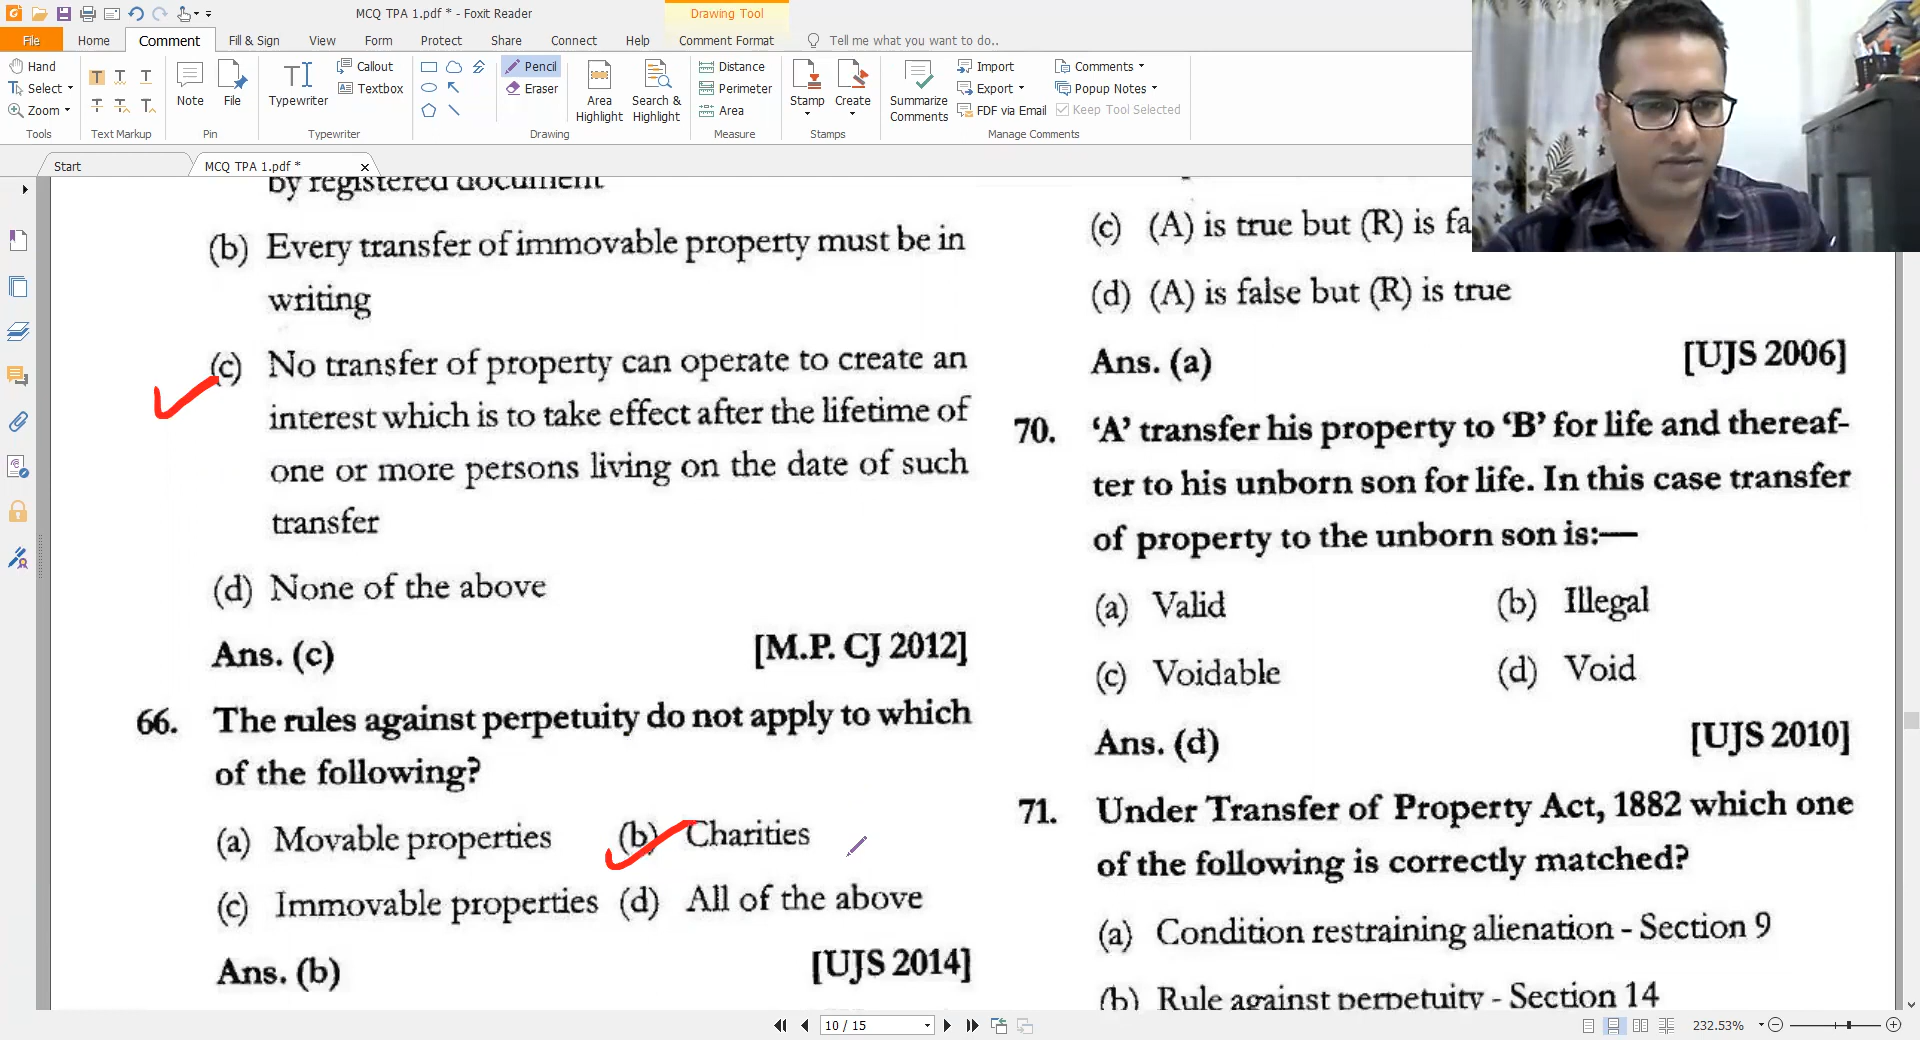 MCQ TPA 1.pdf * - Foxit Reader
Drawing Tool
File Home Comment Fill & Sign View Form Protect Share Connect Help Comment Format Tell me what you want to do..
Hand
Select
Zoom
Tools
Text Markup
Note
File
Pin
Typewriter
Callout
Textbox
Typewriter
Pencil
Eraser
Area Highlight
Search & Highlight
Drawing
Distance
Perimeter
Area
Measure
Stamp
Create
Stamps
Summarize Comments
Import
Export
FDF via Email
Comments
Popup Notes
Keep Tool Selected
Manage Comments
Start
MCQ TPA 1.pdf *
by registered document
(b) Every transfer of immovable property must be in
writing
(c) No transfer of property can operate to create an
interest which is to take effect after the lifetime of
one or more persons living on the date of such
transfer
(d) None of the above
Ans. (c) [M.P. CJ 2012]
66. The rules against perpetuity do not apply to which
of the following?
(a) Movable properties (b) Charities
(c) Immovable properties (d) All of the above
Ans. (b) [UJS 2014]
(c) (A) is true but (R) is fa
(d) (A) is false but (R) is true
Ans. (a) [UJS 2006]
70. ‘A’ transfer his property to ‘B’ for life and thereaf-
ter to his unborn son for life. In this case transfer
of property to the unborn son is:—
(a) Valid (b) Illegal
(c) Voidable (d) Void
Ans. (d) [UJS 2010]
71. Under Transfer of Property Act, 1882 which one
of the following is correctly matched?
(a) Condition restraining alienation - Section 9
(b) Rule against perpetuity - Section 14
10 / 15
232.53%